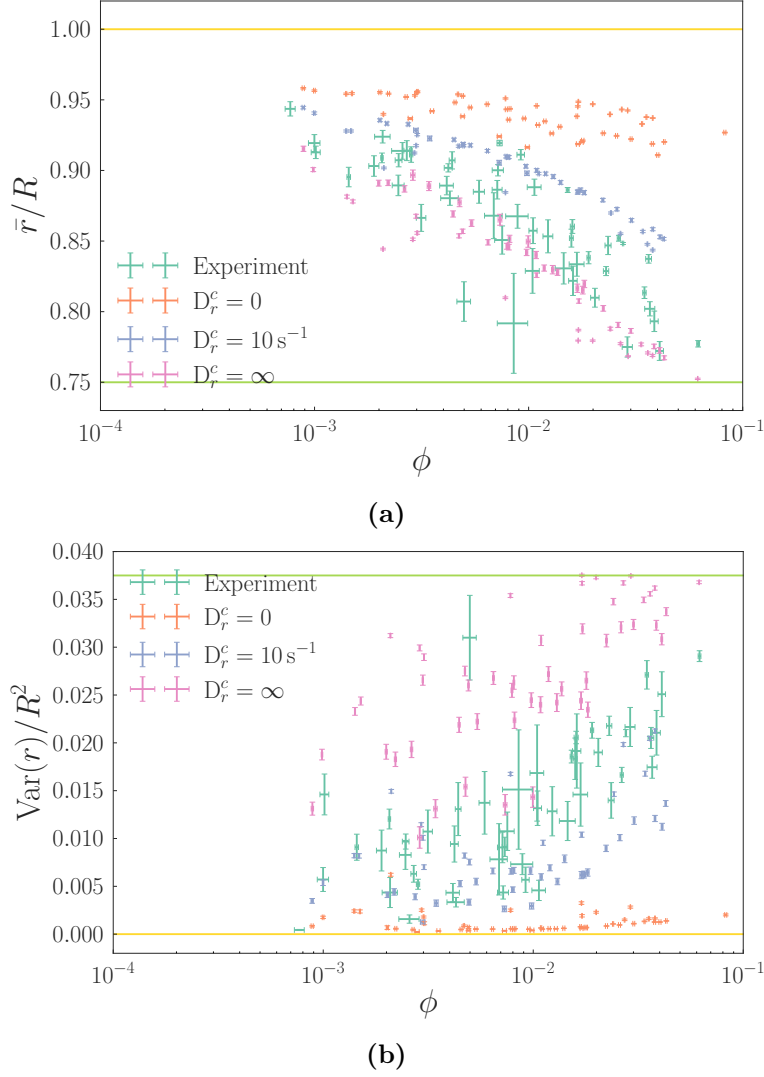 1.00
0.95
0.90
0.85
0.80
0.75
r̄/R
Experiment
D_r^c = 0
D_r^c = 10 s^{-1}
D_r^c = ∞
10^{-4} 10^{-3} 10^{-2} 10^{-1}
ϕ
(a)
0.040
0.035
0.030
0.025
0.020
0.015
0.010
0.005
0.000
Var(r)/R^2
Experiment
D_r^c = 0
D_r^c = 10 s^{-1}
D_r^c = ∞
10^{-4} 10^{-3} 10^{-2} 10^{-1}
ϕ
(b)